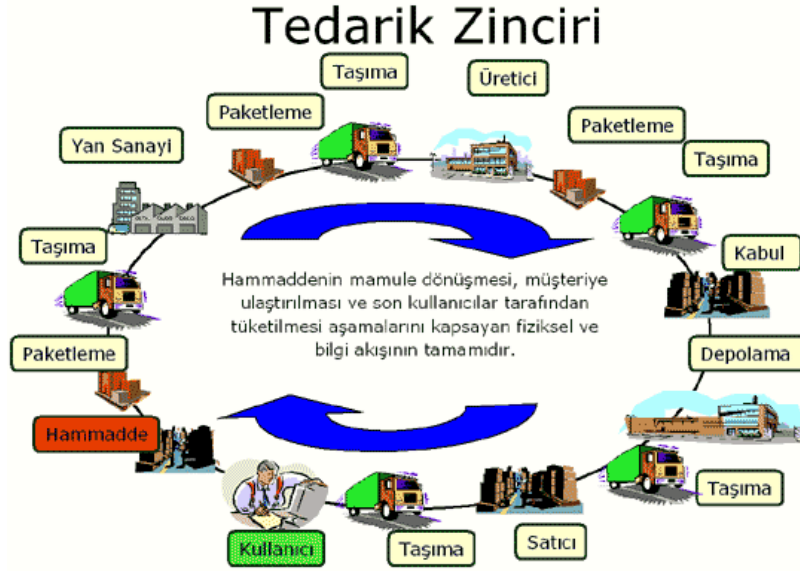 Tedarik Zinciri
Taşıma
Üretici
Paketleme
Paketleme
Yan Sanayi
Taşıma
Taşıma
Kabul
Hammaddenin mamule dönüşmesi, müşteriye
ulaştırılması ve son kullanıcılar tarafından
tüketilmesi aşamalarını kapsayan fiziksel ve
bilgi akışının tamamıdır.
Paketleme
Depolama
Hammadde
Taşıma
Kullanıcı
Taşıma
Satıcı